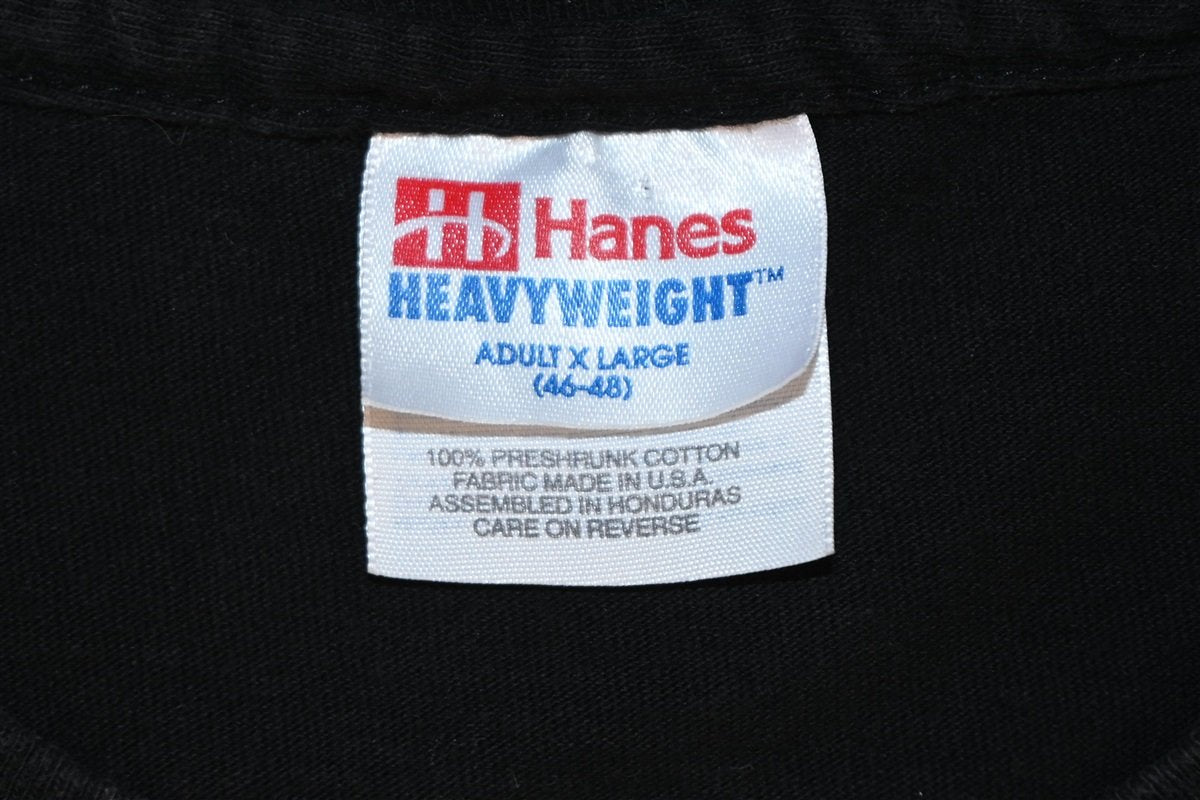 H Hanes
HEAVYWEIGHT™
ADULT X LARGE
(46-48)
100% PRESHRUNK COTTON
FABRIC MADE IN U.S.A.
ASSEMBLED IN HONDURAS
CARE ON REVERSE